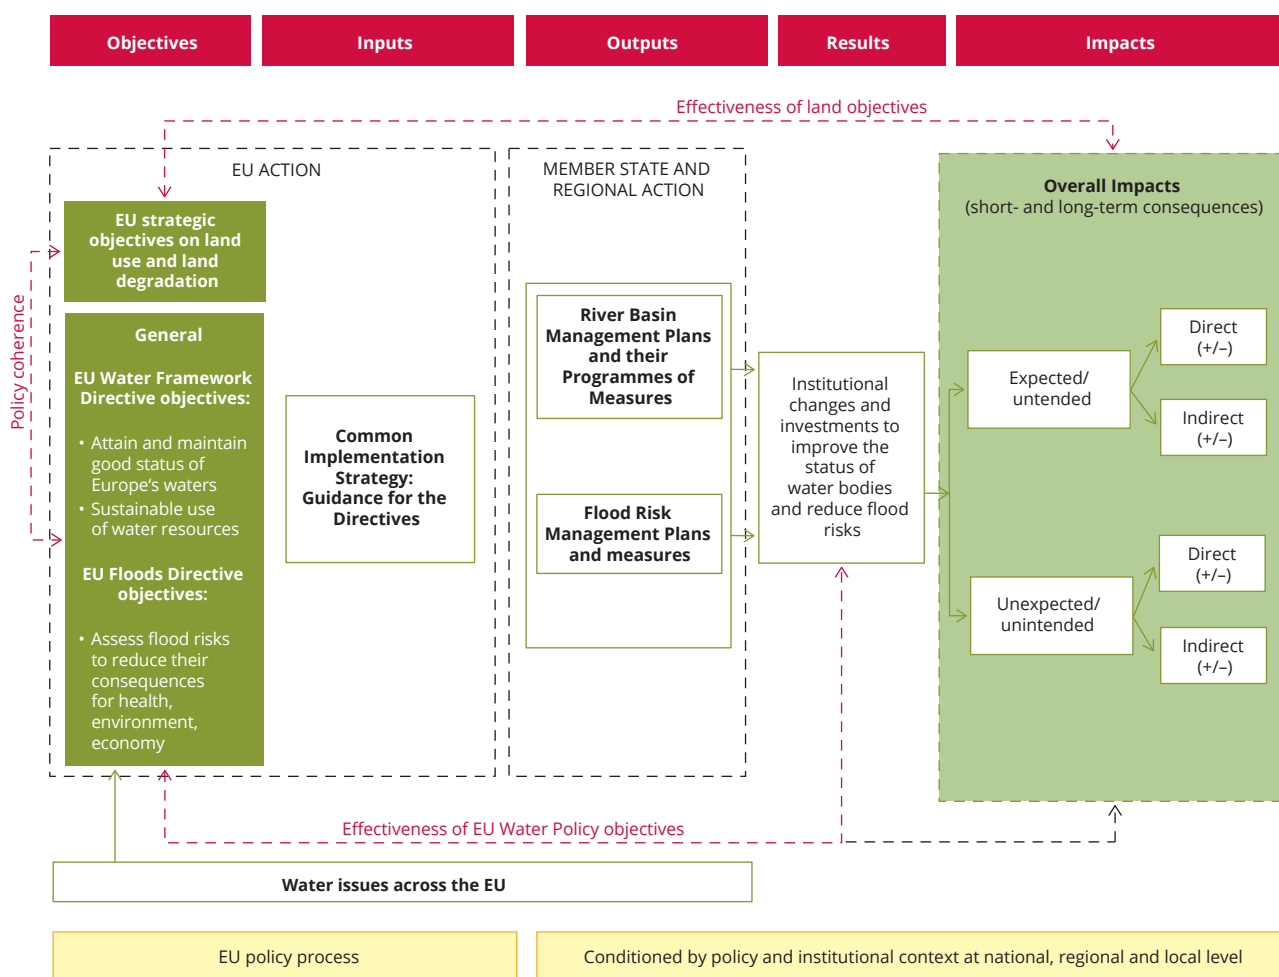 Objectives
Inputs
Outputs
Results
Impacts
Effectiveness of land objectives
EU ACTION
MEMBER STATE AND
REGIONAL ACTION
Overall Impacts
(short- and long-term consequences)
Policy coherence
EU strategic
objectives on land
use and land
degradation
General
EU Water Framework
Directive objectives:
• Attain and maintain
good status of
Europe‘s waters
• Sustainable use
of water resources
EU Floods Directive
objectives:
• Assess flood risks
to reduce their
consequences
for health,
environment,
economy
Common
Implementation
Strategy:
Guidance for the
Directives
River Basin
Management Plans
and their
Programmes of
Measures
Flood Risk
Management Plans
and measures
Institutional
changes and
investments to
improve the
status of
water bodies
and reduce flood
risks
Expected/
untended
Direct
(+/–)
Indirect
(+/–)
Unexpected/
unintended
Direct
(+/–)
Indirect
(+/–)
Effectiveness of EU Water Policy objectives
Water issues across the EU
EU policy process
Conditioned by policy and institutional context at national, regional and local level